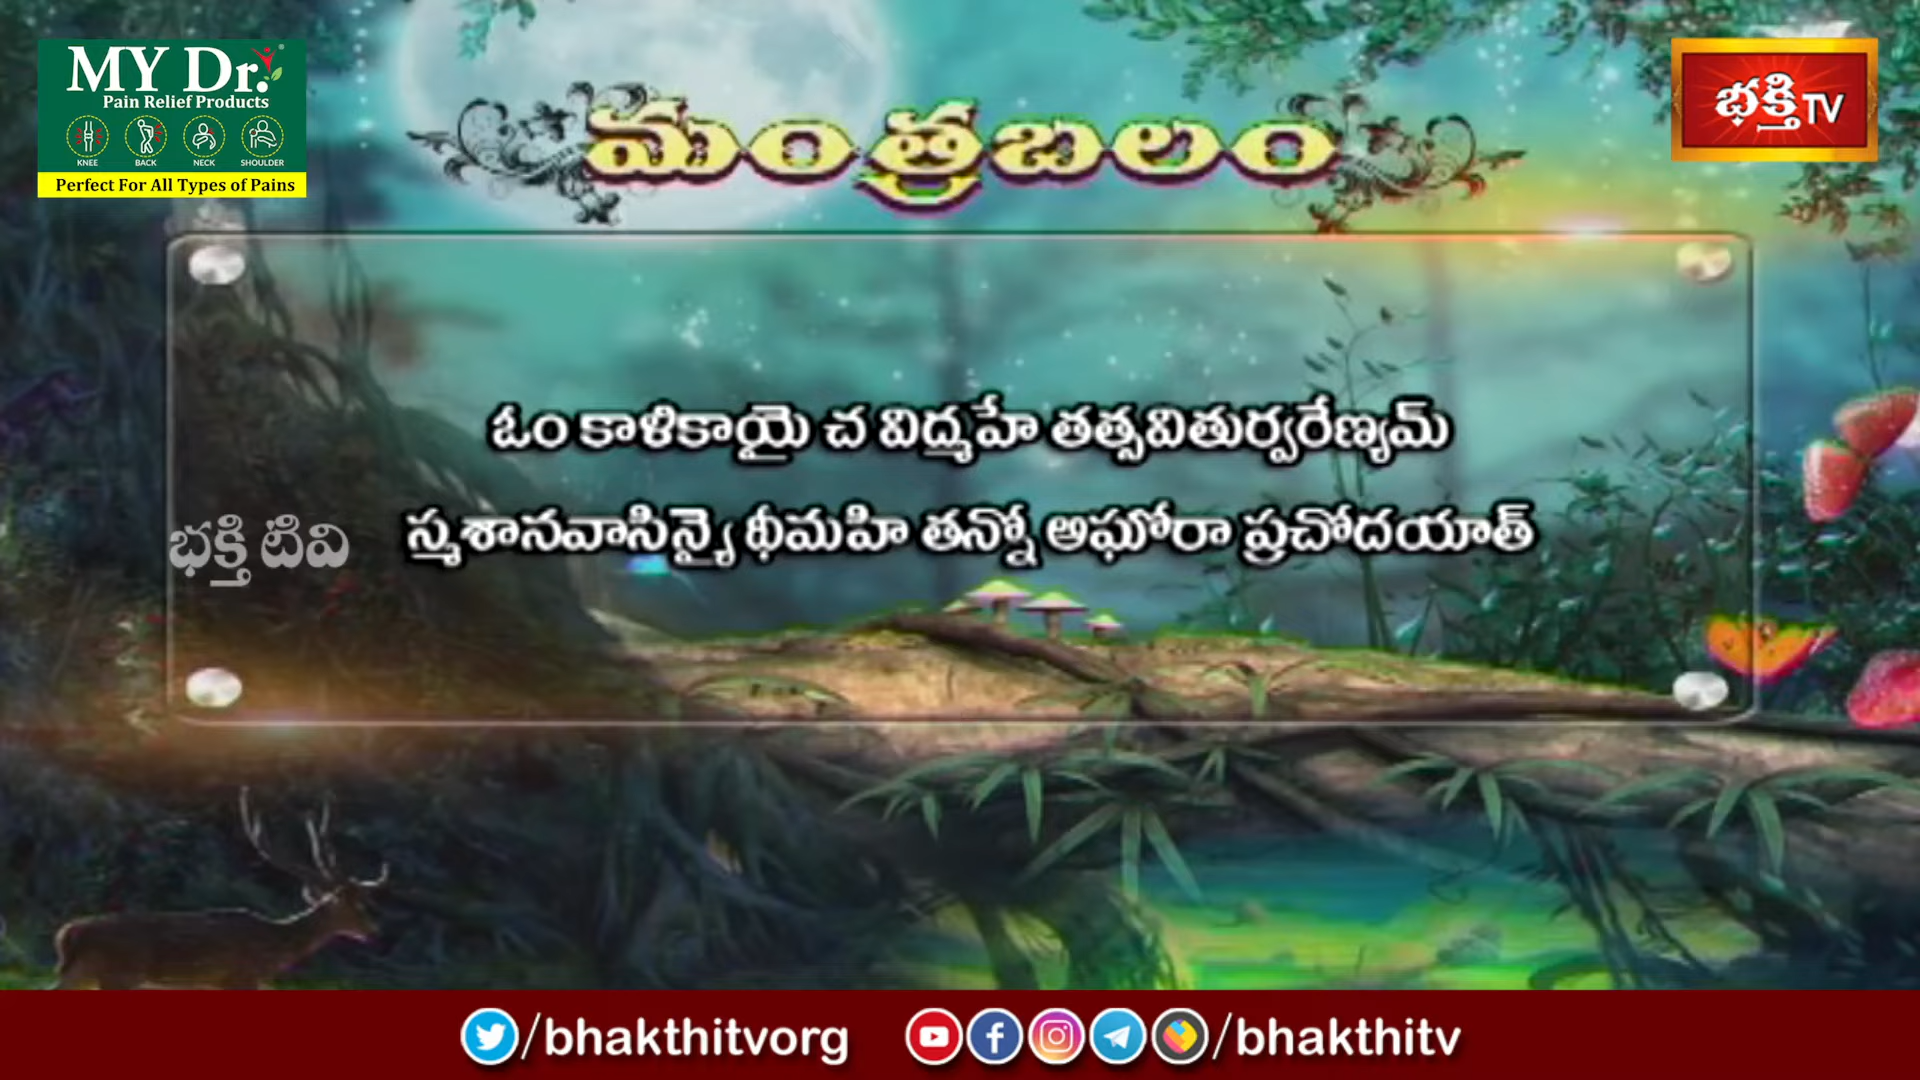 MY Dr.
Pain Relief Products
KNEE BACK NECK SHOULDER
Perfect For All Types of Pains
మంత్రబలం
భక్తి TV
ఓం కాళికాయై చ విద్మహే తత్సవితుర్వరేణ్యమ్
స్మశానవాసిన్యై ధీమహి తన్నో అఘోరా ప్రచోదయాత్
భక్తి టివి
/bhakthitvorg /bhakthitv